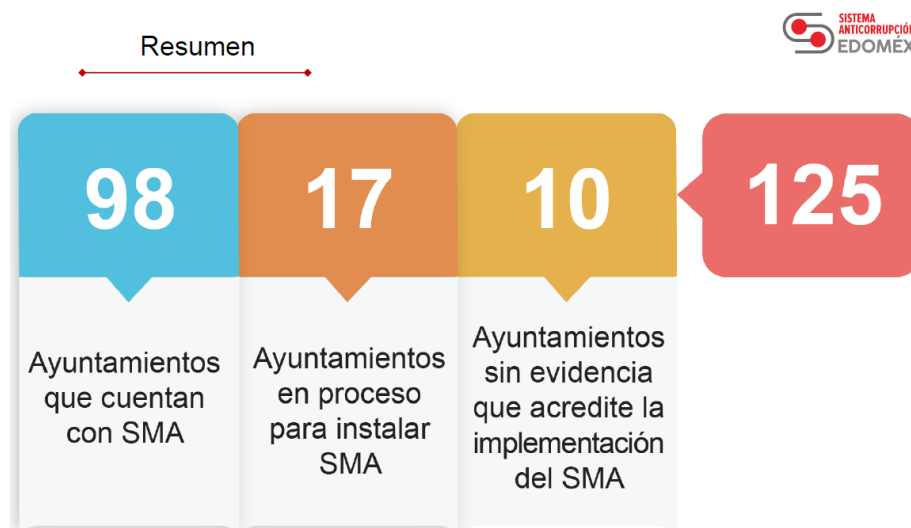 Resumen
SISTEMA
ANTICORRUPCIÓN
EDOMÉX
98
17
10
125
Ayuntamientos
que cuentan
con SMA
Ayuntamientos
en proceso
para instalar
SMA
Ayuntamientos
sin evidencia
que acredite la
implementación
del SMA